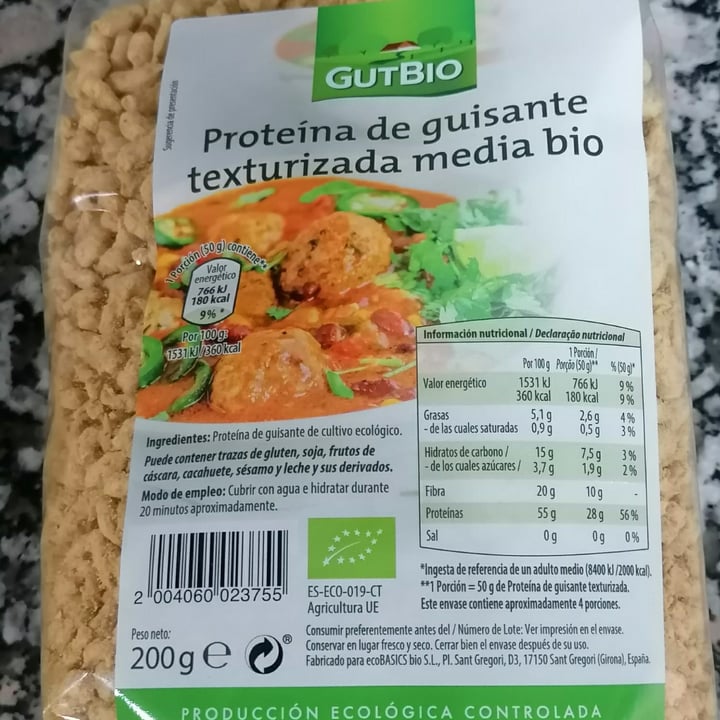 GUTBIO
Proteína de guisante
texturizada media bio
Sugerencia de presentación
1 Porción (50 g) contiene**
Valor
energético
766 kJ
180 kcal
9% *
Por 100 g:
1531 kJ/360 kcal
Información nutricional / Declaração nutricional
Por 100 g 1 Porción / Porção (50 g)** % (50 g)*
Valor energético 1531 kJ 766 kJ 9 %
360 kcal 180 kcal 9 %
Grasas 5,1 g 2,6 g 4 %
- de las cuales saturadas 0,9 g 0,5 g 3 %
Hidratos de carbono / 15 g 7,5 g 3 %
- de los cuales azúcares / 3,7 g 1,9 g 2 %
Fibra 20 g 10 g -
Proteínas 55 g 28 g 56 %
Sal 0 g 0 g 0 %
*Ingesta de referencia de un adulto medio (8400 kJ /2000 kcal).
**1 Porción = 50 g de Proteína de guisante texturizada.
Este envase contiene aproximadamente 4 porciones.
Ingredientes: Proteína de guisante de cultivo ecológico.
Puede contener trazas de gluten, soja, frutos de
cáscara, cacahuete, sésamo y leche y sus derivados.
Modo de empleo: Cubrir con agua e hidratar durante
20 minutos aproximadamente.
2 004060 023755
ES-ECO-019-CT
Agricultura UE
Peso neto:
200 g ℮
®
Consumir preferentemente antes del / Número de Lote: Ver impresión en el envase.
Conservar en lugar fresco y seco. Cerrar bien el envase después de su uso.
Fabricado para ecoBASICS bio S.L., Pl. Sant Gregori, D3, 17150 Sant Gregori (Girona), España.
PRODUCCIÓN ECOLÓGICA CONTROLADA